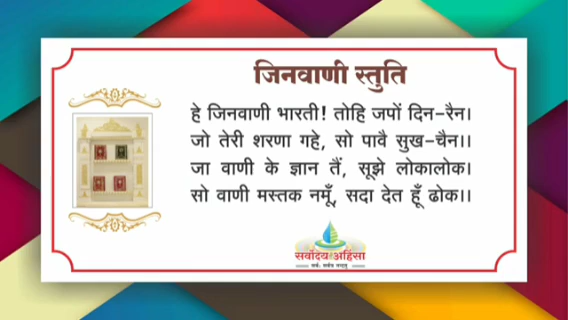 जिनवाणी स्तुति
हे जिनवाणी भारती! तोहि जपों दिन-रैन।
जो तेरी शरणा गहे, सो पावै सुख-चैन।।
जा वाणी के ज्ञान तैं, सूझे लोकालोक।
सो वाणी मस्तक नमूँ, सदा देत हूँ ढोक।।
सर्वोदय अहिंसा